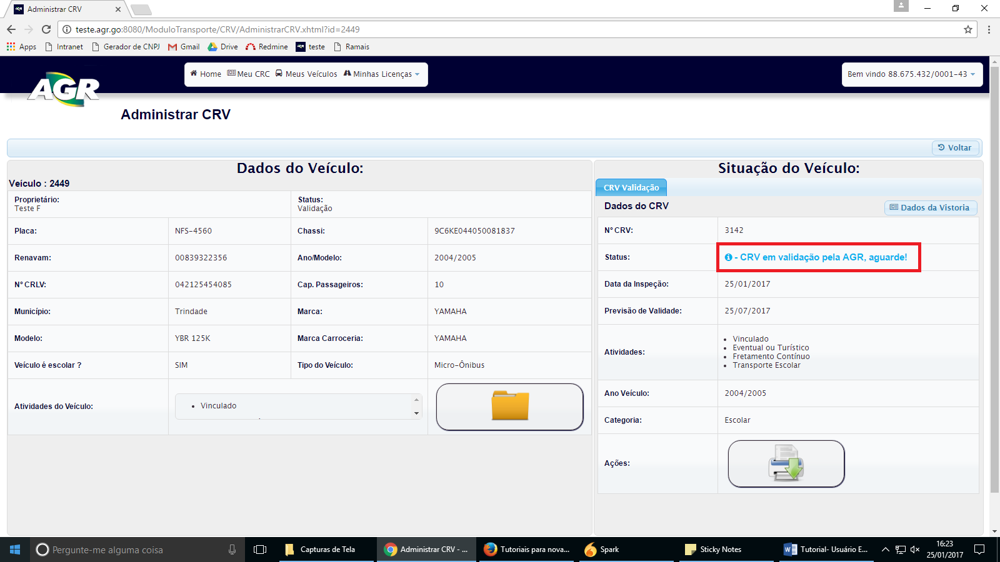 Administrar CRV
teste.agr.go:8080/ModuloTransporte/CRV/AdministrarCRV.xhtml?id=2449
Apps Intranet Gerador de CNPJ Gmail Drive Redmine AGR teste Ramais
AGR
Home Meu CRC Meus Veículos Minhas Licenças
Bem vindo 88.675.432/0001-43
Administrar CRV
Voltar
Dados do Veículo:
Veículo : 2449
Proprietário:
Teste F
Status:
Validação
Placa: NFS-4560 Chassi: 9C6KE044050081837
Renavam: 00839322356 Ano/Modelo: 2004/2005
Nº CRLV: 042125454085 Cap. Passageiros: 10
Município: Trindade Marca: YAMAHA
Modelo: YBR 125K Marca Carroceria: YAMAHA
Veículo é escolar ? SIM Tipo do Veículo: Micro-Ônibus
Atividades do Veículo: • Vinculado
Situação do Veículo:
CRV Validação
Dados do CRV
Dados da Vistoria
Nº CRV: 3142
Status: - CRV em validação pela AGR, aguarde!
Data da Inspeção: 25/01/2017
Previsão de Validade: 25/07/2017
Atividades:
• Vinculado
• Eventual ou Turístico
• Fretamento Contínuo
• Transporte Escolar
Ano Veículo: 2004/2005
Categoria: Escolar
Ações:
Pergunte-me alguma coisa
Capturas de Tela
Administrar CRV - ...
Tutoriais para nova...
Spark
Sticky Notes
Tutorial- Usuário E...
16:23
25/01/2017